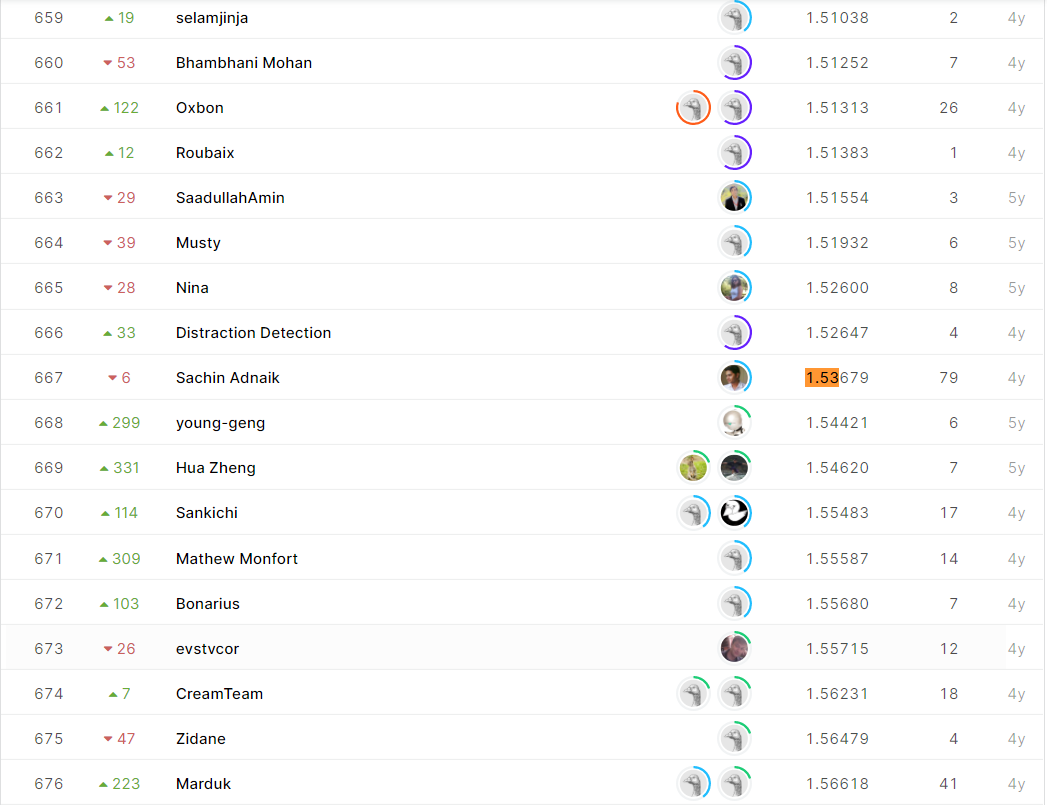 659 19 selamjinja 1.51038 2 4y
660 53 Bhambhani Mohan 1.51252 7 4y
661 122 Oxbon 1.51313 26 4y
662 12 Roubaix 1.51383 1 4y
663 29 SaadullahAmin 1.51554 3 5y
664 39 Musty 1.51932 6 5y
665 28 Nina 1.52600 8 5y
666 33 Distraction Detection 1.52647 4 4y
667 6 Sachin Adnaik 1.53679 79 4y
668 299 young-geng 1.54421 6 5y
669 331 Hua Zheng 1.54620 7 5y
670 114 Sankichi 1.55483 17 4y
671 309 Mathew Monfort 1.55587 14 4y
672 103 Bonarius 1.55680 7 4y
673 26 evstvcor 1.55715 12 4y
674 7 CreamTeam 1.56231 18 4y
675 47 Zidane 1.56479 4 4y
676 223 Marduk 1.56618 41 4y